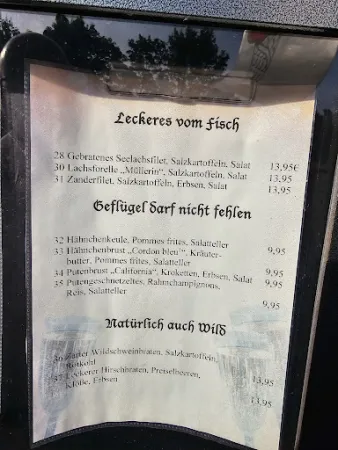 Leckeres vom Fisch
28 Gebratenes Seelachsfilet, Salzkartoffeln, Salat 13,95€
30 Lachsforelle „Müllerin“, Salzkartoffeln, Salat 13,95
31 Zanderfilet, Salzkartoffeln, Erbsen, Salat 13,95
Geflügel darf nicht fehlen
32 Hähnchenkeule, Pommes frites, Salatteller 9,95
33 Hähnchenbrust „Cordon bleu“, Kräuter-
butter, Pommes frites, Salatteller 9,95
34 Putenbrust „California“, Kroketten, Erbsen, Salat 9,95
35 Putengeschnetzeltes, Rahmchampignons,
Reis, Salatteller 9,95
Natürlich auch Wild
36 Zarter Wildschweinbraten, Salzkartoffeln,
Rotkohl 13,95
37 Leckerer Hirschbraten, Preiselbeeren,
Klöße, Erbsen 13,95